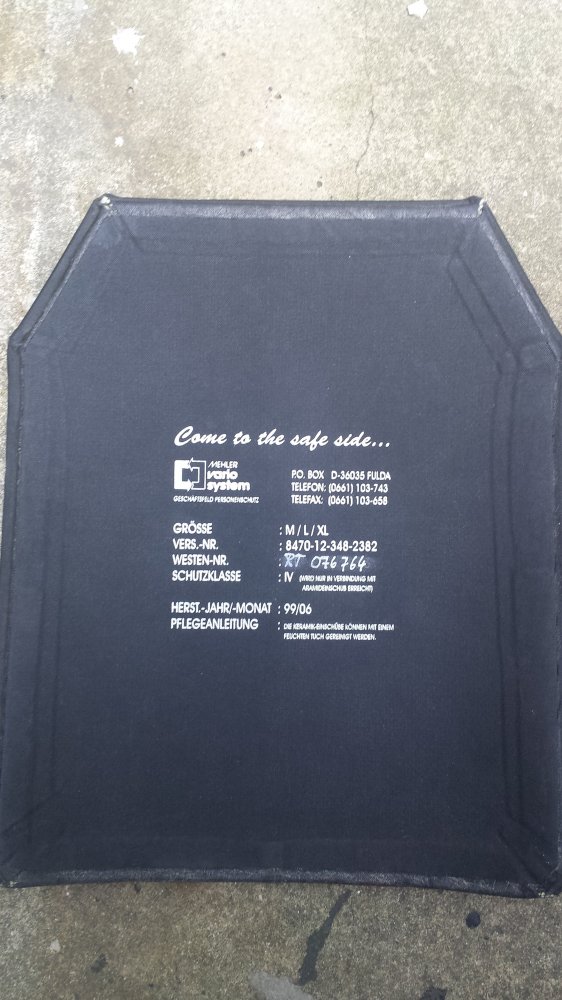 Come to the safe side...
MEHLER
vario
system
GESCHÄFTSFELD PERSONENSCHUTZ
P.O. BOX D-36035 FULDA
TELEFON: (0661) 103-743
TELEFAX: (0661) 103-658
GRÖSSE : M / L / XL
VERS.-NR. : 8470-12-348-2382
WESTEN-NR. : RT 076764
SCHUTZKLASSE : IV (WIRD NUR IN VERBINDUNG MIT
ARAMIDEINSCHUB ERREICHT)
HERST.-JAHR/-MONAT : 99/06
PFLEGEANLEITUNG : DIE KERAMIK-EINSCHÜBE KÖNNEN MIT EINEM
FEUCHTEN TUCH GEREINIGT WERDEN.